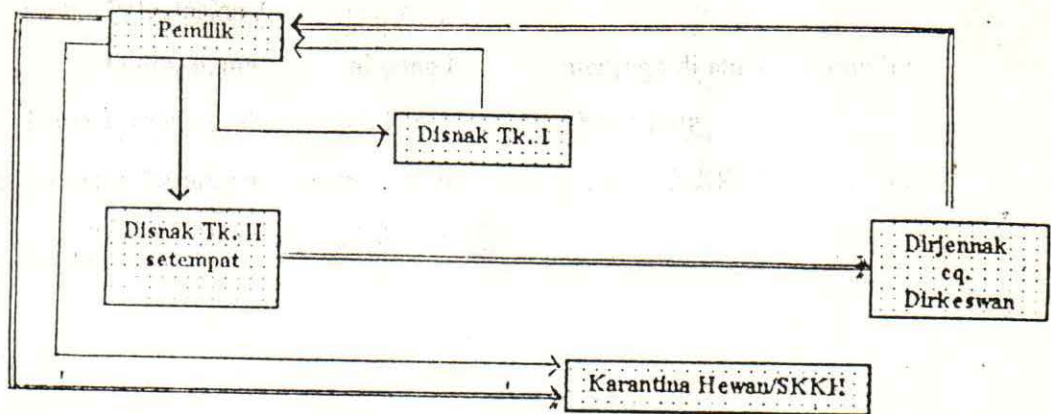 Pemilik
Disnak Tk. I
Disnak Tk. II
setempat
Dirjennak
cq.
Dirkeswan
Karantina Hewan/SKKH